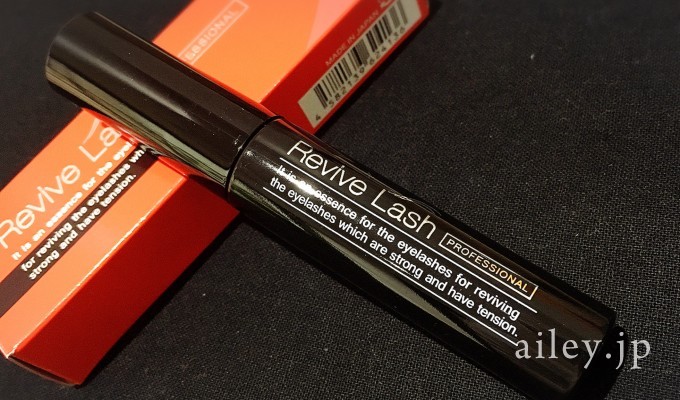 SSIONAL
MADE IN JAPAN
Revive Lash
It is an essence for the eyelashes for reviving
the eyelashes which are strong and have tension.
PROFESSIONAL
Revive La
It is an essence for the eye
for reviving the eyelashes wh
strong and have tension.
ailey.jp